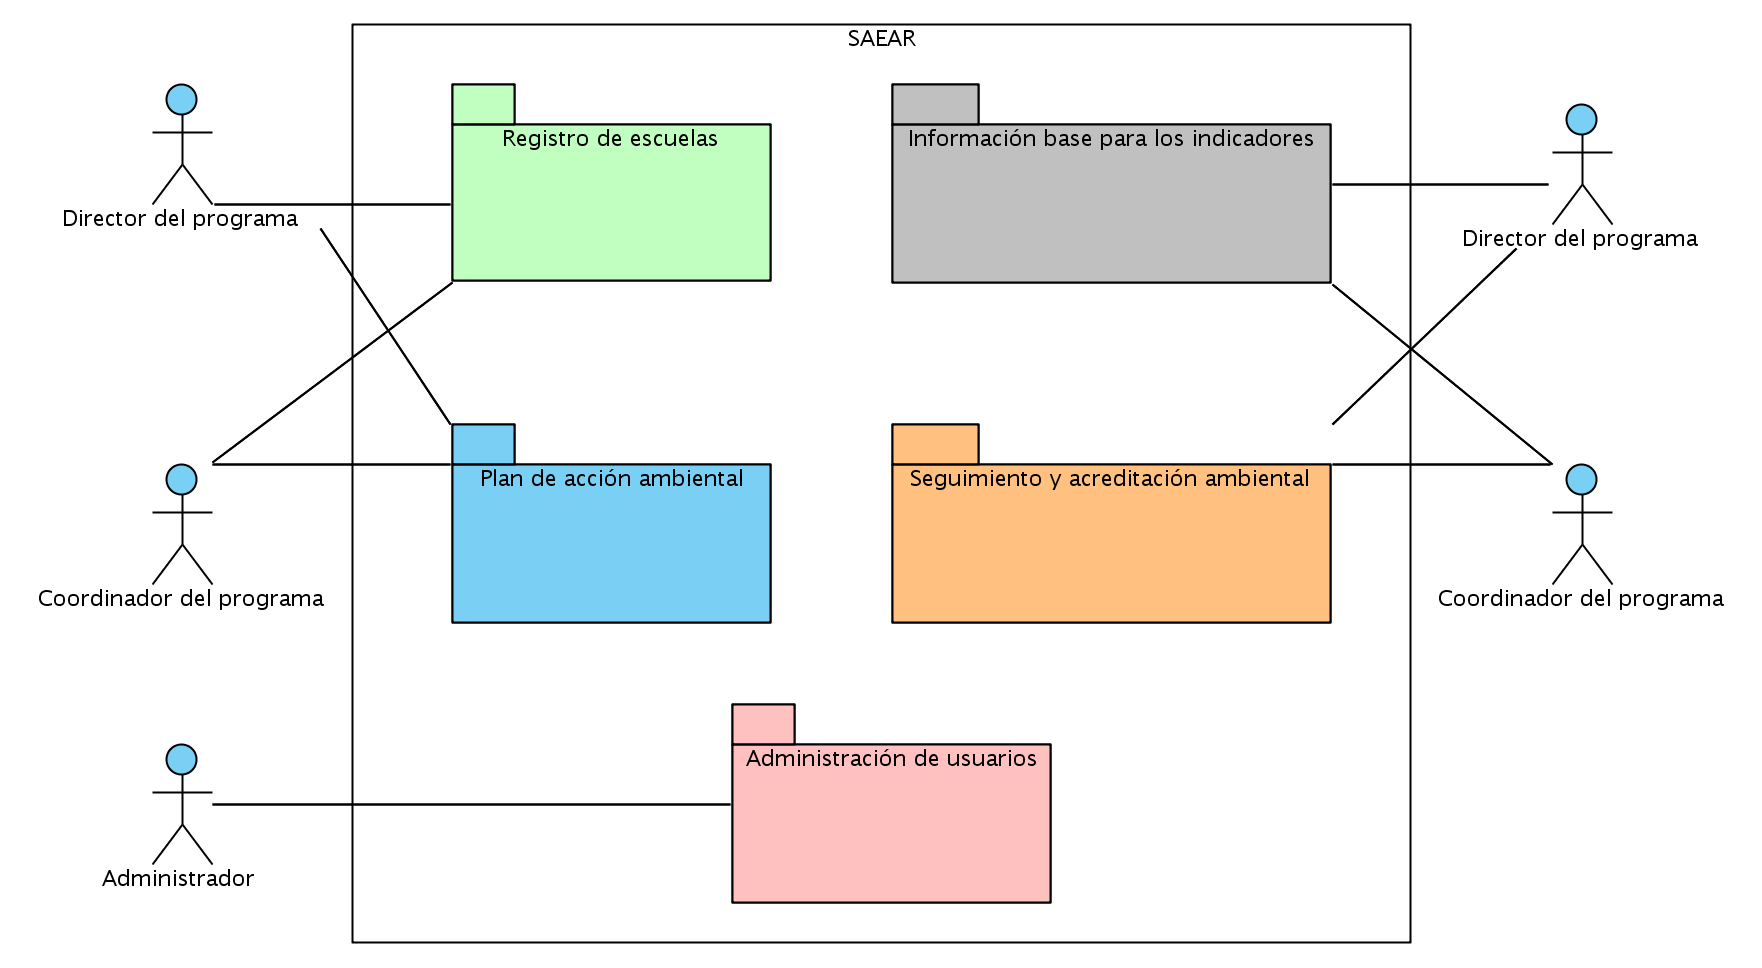 SAEAR
Registro de escuelas
Información base para los indicadores
Director del programa
Director del programa
Plan de acción ambiental
Seguimiento y acreditación ambiental
Coordinador del programa
Coordinador del programa
Administración de usuarios
Administrador